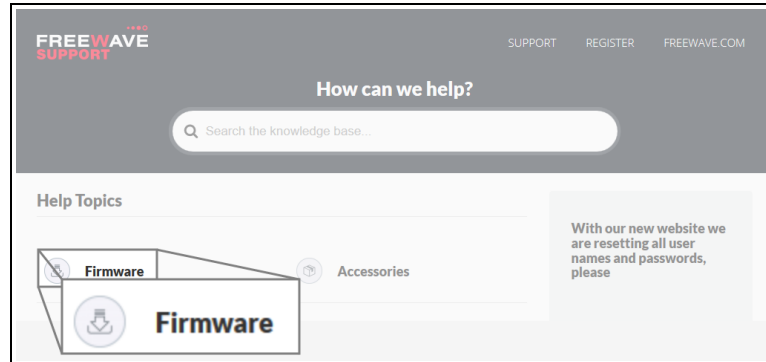 FREEWAVE
SUPPORT
SUPPORT REGISTER FREEWAVE.COM
How can we help?
Search the knowledge base...
Help Topics
With our new website we
are resetting all user
names and passwords,
please
Firmware
Accessories
Firmware